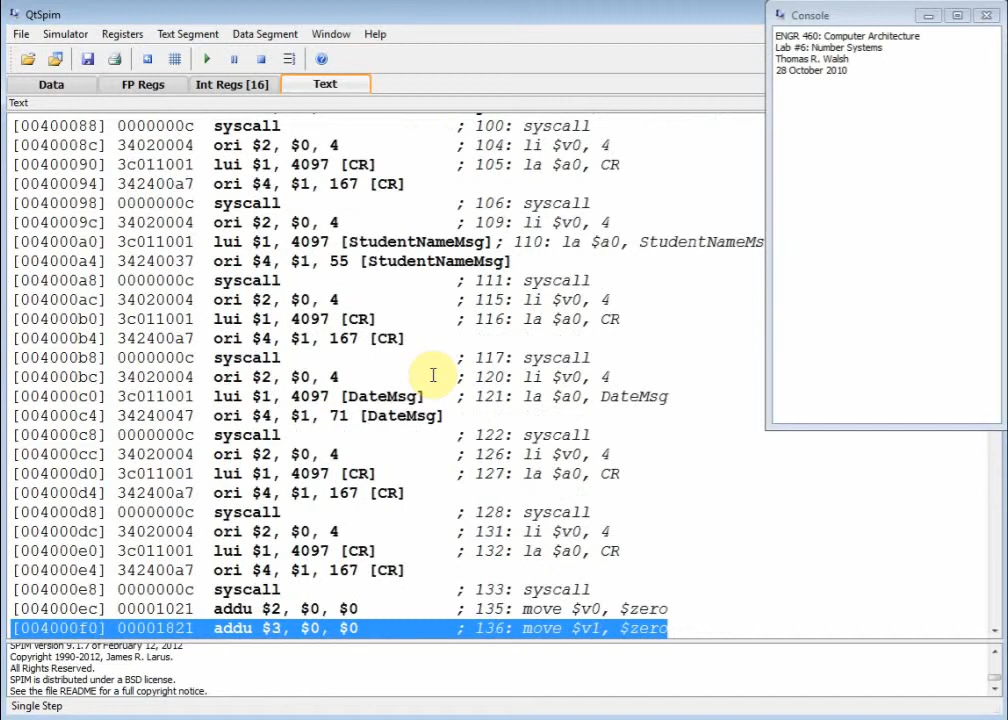 QtSpim
File Simulator Registers Text Segment Data Segment Window Help
Data FP Regs Int Regs [16] Text
Text
[00400088] 0000000c syscall ; 100: syscall
[0040008c] 34020004 ori $2, $0, 4 ; 104: li $v0, 4
[00400090] 3c011001 lui $1, 4097 [CR] ; 105: la $a0, CR
[00400094] 342400a7 ori $4, $1, 167 [CR]
[00400098] 0000000c syscall ; 106: syscall
[0040009c] 34020004 ori $2, $0, 4 ; 109: li $v0, 4
[004000a0] 3c011001 lui $1, 4097 [StudentNameMsg]; 110: la $a0, StudentNameMs
[004000a4] 34240037 ori $4, $1, 55 [StudentNameMsg]
[004000a8] 0000000c syscall ; 111: syscall
[004000ac] 34020004 ori $2, $0, 4 ; 115: li $v0, 4
[004000b0] 3c011001 lui $1, 4097 [CR] ; 116: la $a0, CR
[004000b4] 342400a7 ori $4, $1, 167 [CR]
[004000b8] 0000000c syscall ; 117: syscall
[004000bc] 34020004 ori $2, $0, 4 ; 120: li $v0, 4
[004000c0] 3c011001 lui $1, 4097 [DateMsg] ; 121: la $a0, DateMsg
[004000c4] 34240047 ori $4, $1, 71 [DateMsg]
[004000c8] 0000000c syscall ; 122: syscall
[004000cc] 34020004 ori $2, $0, 4 ; 126: li $v0, 4
[004000d0] 3c011001 lui $1, 4097 [CR] ; 127: la $a0, CR
[004000d4] 342400a7 ori $4, $1, 167 [CR]
[004000d8] 0000000c syscall ; 128: syscall
[004000dc] 34020004 ori $2, $0, 4 ; 131: li $v0, 4
[004000e0] 3c011001 lui $1, 4097 [CR] ; 132: la $a0, CR
[004000e4] 342400a7 ori $4, $1, 167 [CR]
[004000e8] 0000000c syscall ; 133: syscall
[004000ec] 00001021 addu $2, $0, $0 ; 135: move $v0, $zero
[004000f0] 00001821 addu $3, $0, $0 ; 136: move $v1, $zero
SPIM Version 9.1.7 of February 12, 2012
Copyright 1990-2012, James R. Larus.
All Rights Reserved.
SPIM is distributed under a BSD license.
See the file README for a full copyright notice.
Single Step
Console
ENGR 460: Computer Architecture
Lab #6: Number Systems
Thomas R. Walsh
28 October 2010